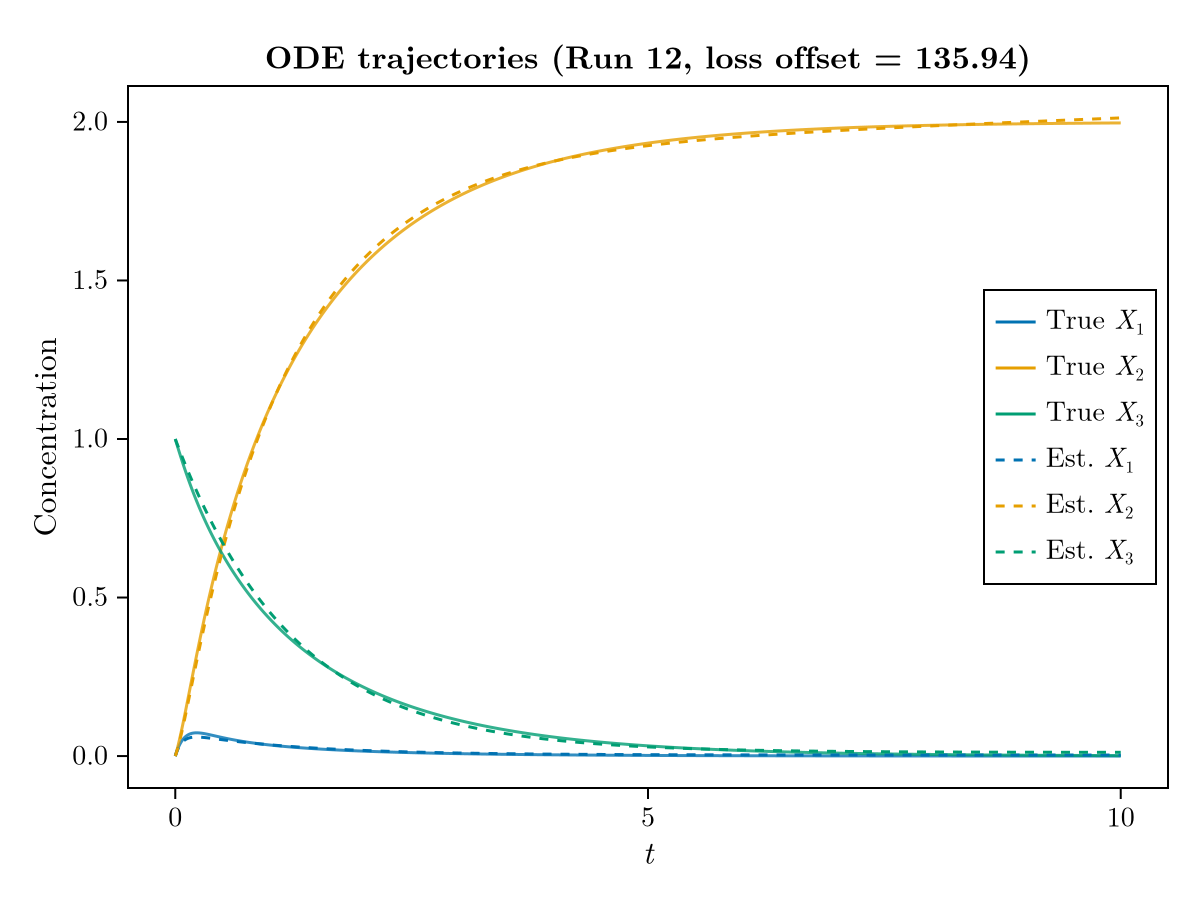 ODE trajectories (Run 12, loss offset = 135.94)
2.0
1.5
1.0
0.5
0.0
Concentration
True X₁
True X₂
True X₃
Est. X₁
Est. X₂
Est. X₃
0
5
10
t